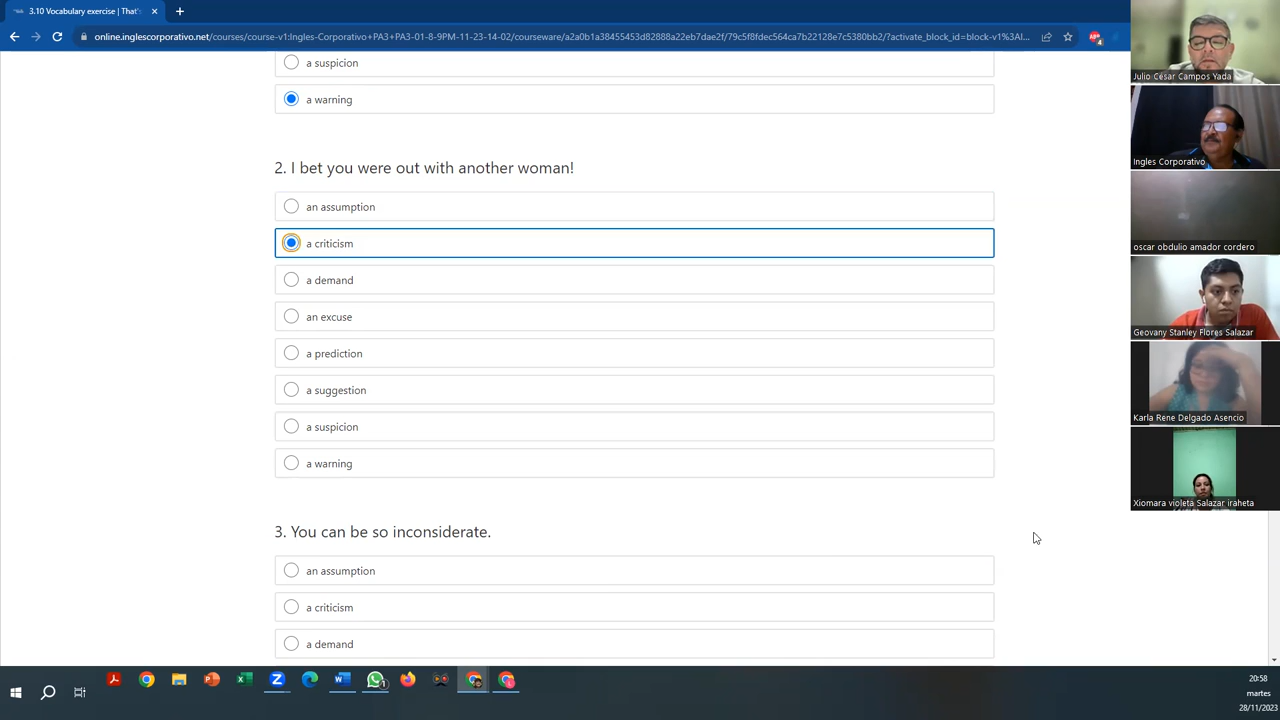 3.10 Vocabulary exercise | That'
online.inglescorporativo.net/courses/course-v1:Ingles-Corporativo+PA3+PA3-01-8-9PM-11-23-14-02/courseware/a2a0b1a38455453d82888a22eb7dae2f/79c5f8fdec564ca7b22128e7c5380bb2/?activate_block_id=block-v1%3AI...
a suspicion
a warning
2. I bet you were out with another woman!
an assumption
a criticism
a demand
an excuse
a prediction
a suggestion
a suspicion
a warning
3. You can be so inconsiderate.
an assumption
a criticism
a demand
Julio César Campos Yada
Ingles Corporativo
oscar obdulio amador cordero
Geovany Stanley Flores Salazar
Karla Rene Delgado Asencio
Xiomara violeta Salazar iraheta
20:58
martes
28/11/2023